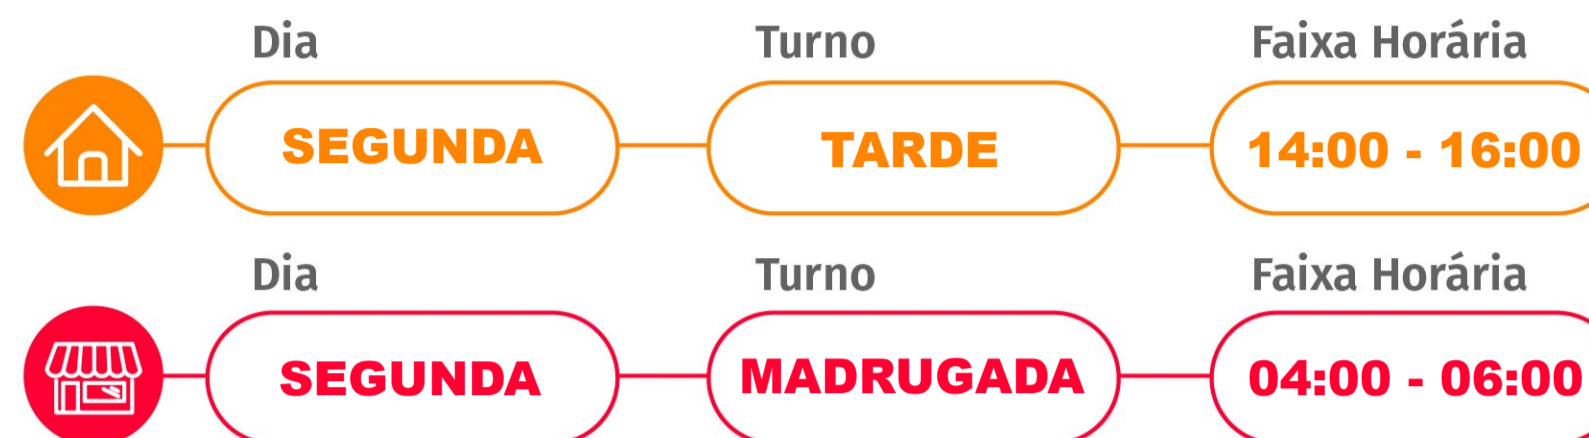 Dia Turno Faixa Horária
SEGUNDA TARDE 14:00 - 16:00
Dia Turno Faixa Horária
SEGUNDA MADRUGADA 04:00 - 06:00